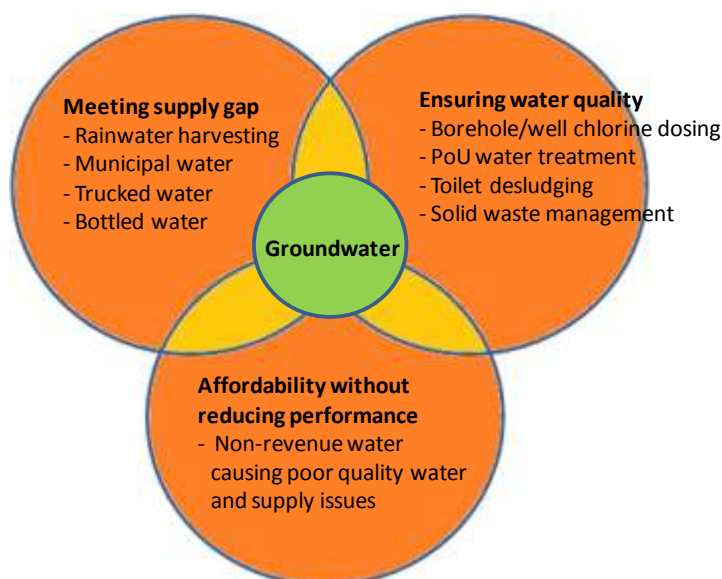 Meeting supply gap
- Rainwater harvesting
- Municipal water
- Trucked water
- Bottled water
Ensuring water quality
- Borehole/well chlorine dosing
- PoU water treatment
- Toilet desludging
- Solid waste management
Groundwater
Affordability without
reducing performance
- Non-revenue water
causing poor quality water
and supply issues